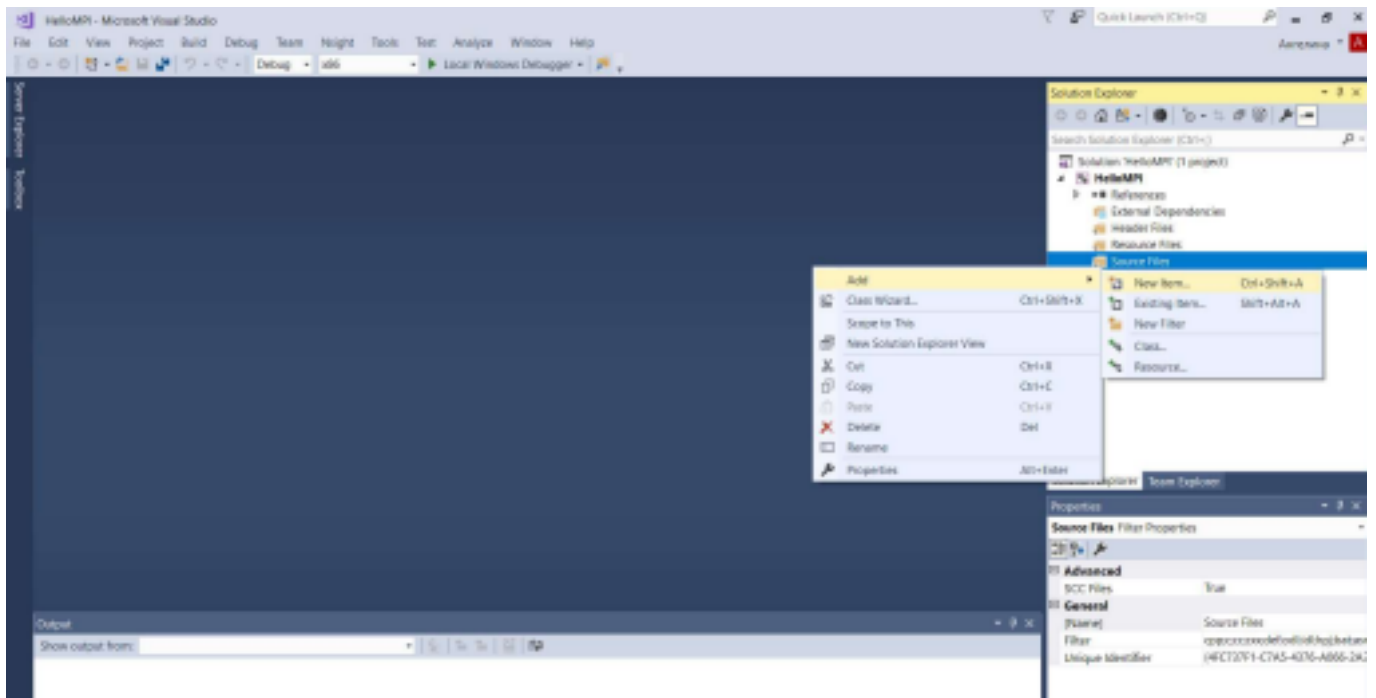 HelloMPI - Microsoft Visual Studio
Quick Launch (Ctrl+Q)
File Edit View Project Build Debug Team Nsight Tools Test Analyze Window Help
Ангелина
A
Debug x86 Local Windows Debugger
Server Explorer
Toolbox
Solution Explorer
Search Solution Explorer (Ctrl+;)
Solution 'HelloMPI' (1 project)
HelloMPI
References
External Dependencies
Header Files
Resource Files
Source Files
Add
Class Wizard... Ctrl+Shift+X
Scope to This
New Solution Explorer View
Cut Ctrl+X
Copy Ctrl+C
Paste Ctrl+V
Delete Del
Rename
Properties Alt+Enter
New Item... Ctrl+Shift+A
Existing Item... Shift+Alt+A
New Filter
Class...
Resource...
Solution Explorer Team Explorer
Properties
Source Files Filter Properties
Advanced
SCC Files True
General
(Name) Source Files
Filter
Unique Identifier
Output
Show output from: